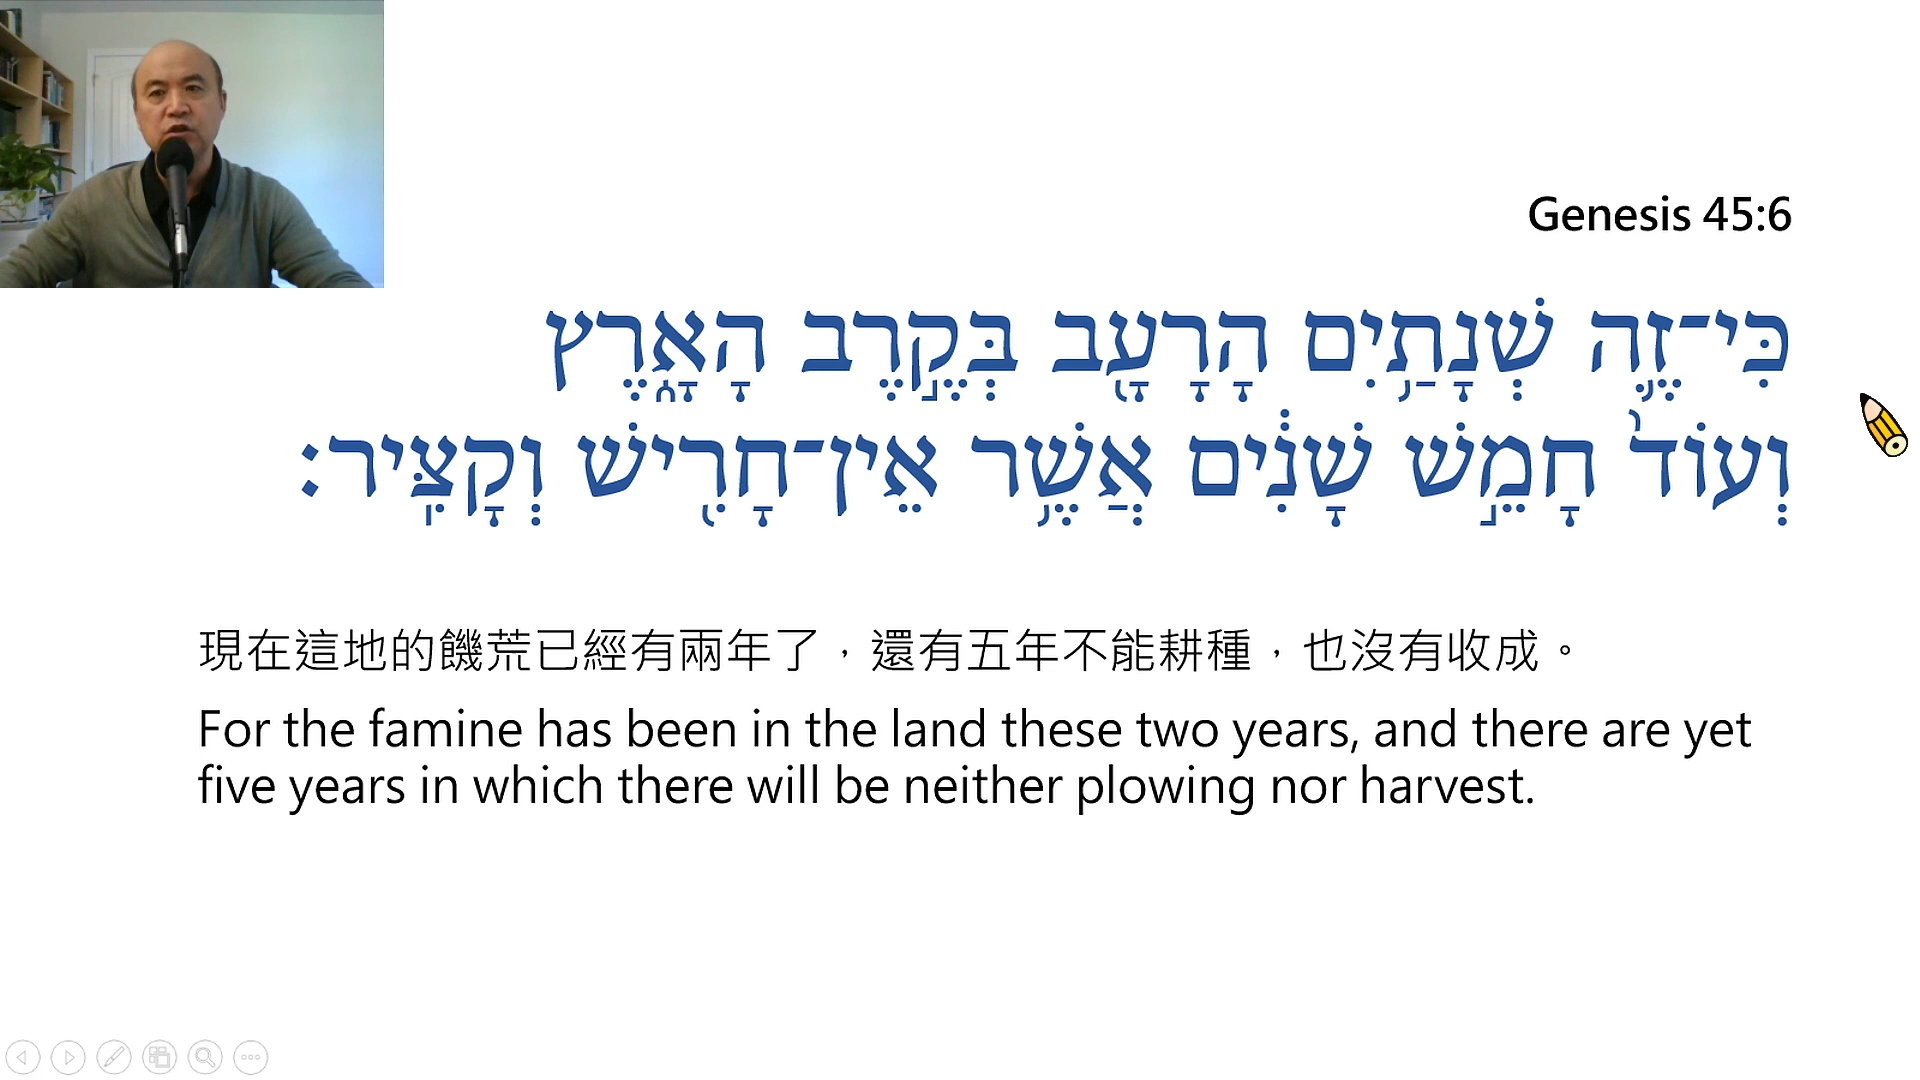 Genesis 45:6
כִּי־זֶ֛ה שְׁנָתַ֥יִם הָרָעָ֖ב בְּקֶ֣רֶב הָאָ֑רֶץ
וְעוֹד֙ חָמֵ֣שׁ שָׁנִ֔ים אֲשֶׁ֥ר אֵין־חָרִ֖ישׁ וְקָצִּֽיר׃
現在這地的饑荒已經有兩年了，還有五年不能耕種，也沒有收成。
For the famine has been in the land these two years, and there are yet
five years in which there will be neither plowing nor harvest.